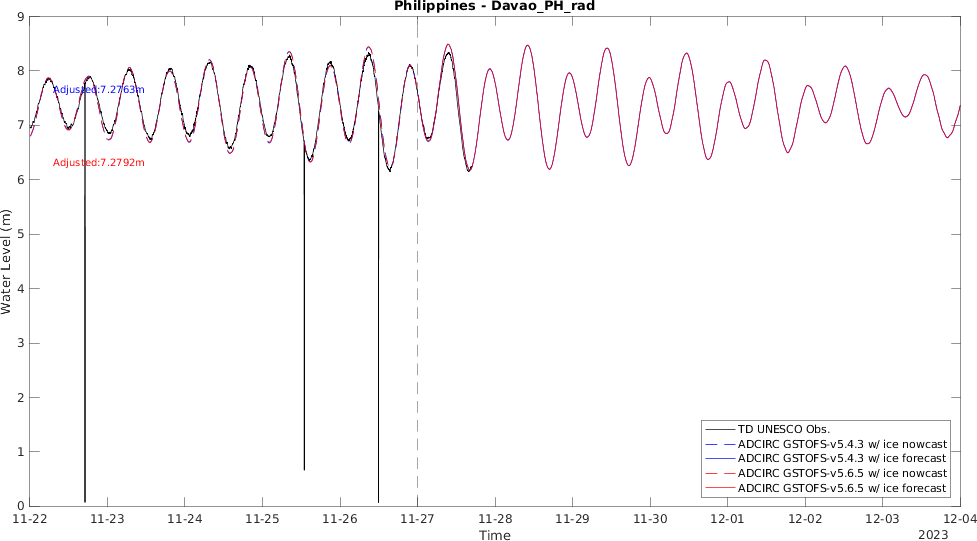 Philippines - Davao_PH_rad
9
8
7
6
5
4
3
2
1
0
Water Level (m)
Adjusted:7.2763m
Adjusted:7.2792m
TD UNESCO Obs.
ADCIRC GSTOFS-v5.4.3 w/ ice nowcast
ADCIRC GSTOFS-v5.4.3 w/ ice forecast
ADCIRC GSTOFS-v5.6.5 w/ ice nowcast
ADCIRC GSTOFS-v5.6.5 w/ ice forecast
11-22 11-23 11-24 11-25 11-26 11-27 11-28 11-29 11-30 12-01 12-02 12-03 12-04
Time
2023